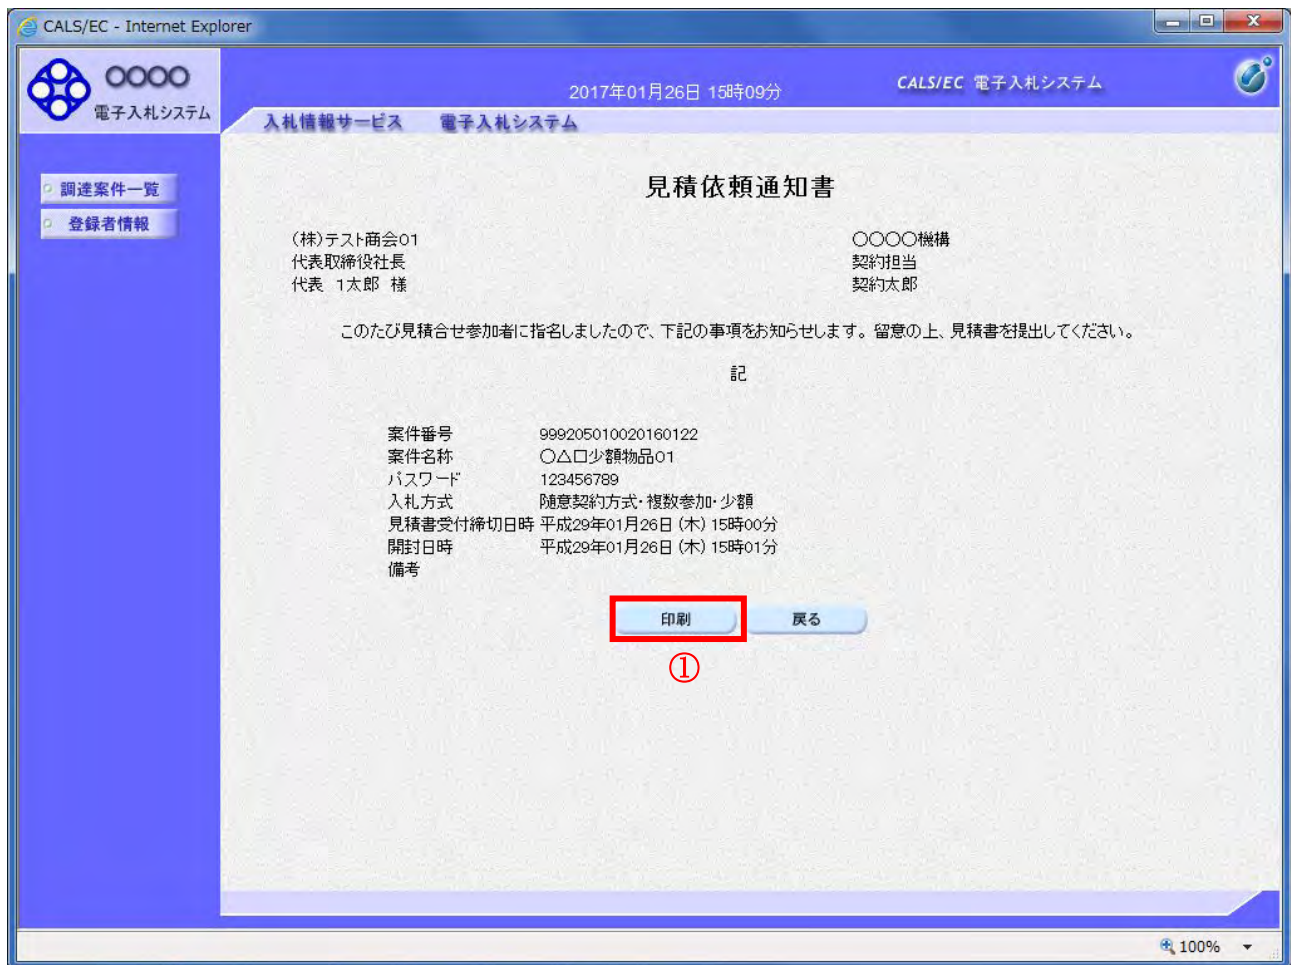 CALS/EC - Internet Explorer
〇〇〇〇
電子入札システム
2017年01月26日 15時09分
CALS/EC 電子入札システム
入札情報サービス 電子入札システム
調達案件一覧
登録者情報
見積依頼通知書
(株)テスト商会01
代表取締役社長
代表 1太郎 様
〇〇〇〇機構
契約担当
契約太郎
このたび見積合せ参加者に指名しましたので、下記の事項をお知らせします。留意の上、見積書を提出してください。
記
案件番号 999205010020160122
案件名称 〇△□少額物品01
パスワード 123456789
入札方式 随意契約方式・複数参加・少額
見積書受付締切日時 平成29年01月26日 (木) 15時00分
開封日時 平成29年01月26日 (木) 15時01分
備考
印刷 戻る
①
100%